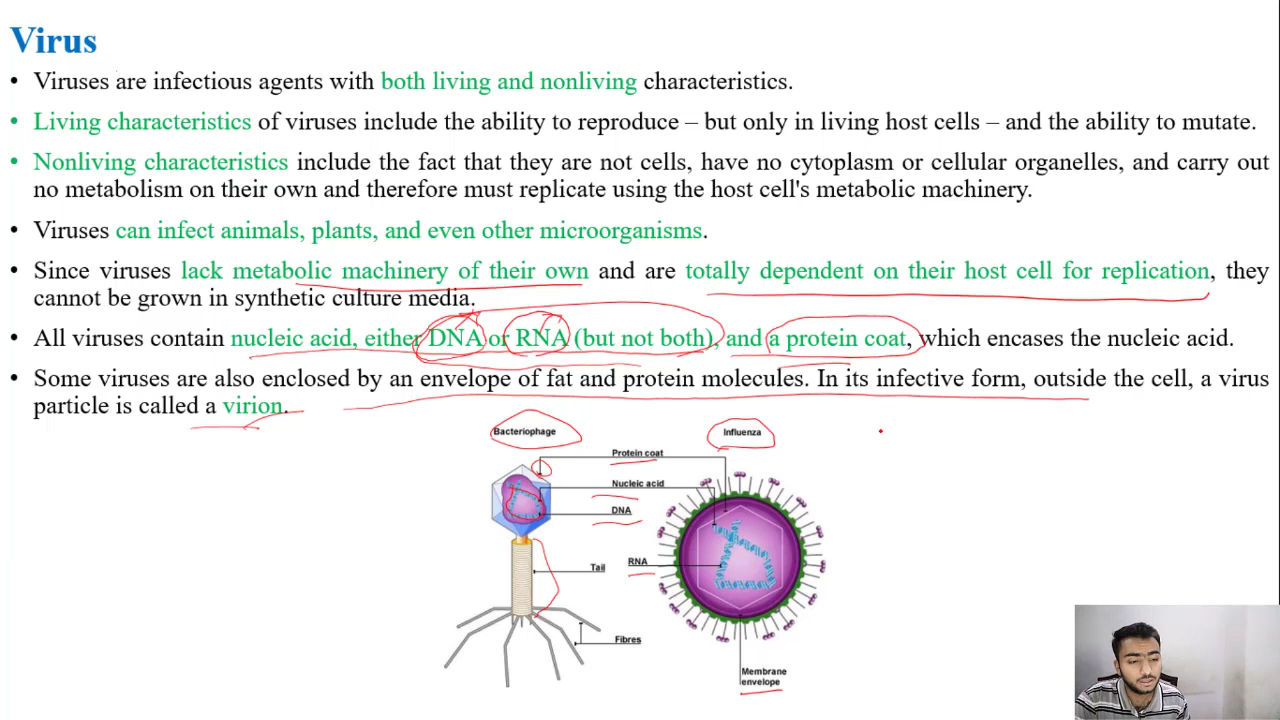 Virus
• Viruses are infectious agents with both living and nonliving characteristics.
• Living characteristics of viruses include the ability to reproduce – but only in living host cells – and the ability to mutate.
• Nonliving characteristics include the fact that they are not cells, have no cytoplasm or cellular organelles, and carry out
no metabolism on their own and therefore must replicate using the host cell's metabolic machinery.
• Viruses can infect animals, plants, and even other microorganisms.
• Since viruses lack metabolic machinery of their own and are totally dependent on their host cell for replication, they
cannot be grown in synthetic culture media.
• All viruses contain nucleic acid, either DNA or RNA (but not both), and a protein coat, which encases the nucleic acid.
• Some viruses are also enclosed by an envelope of fat and protein molecules. In its infective form, outside the cell, a virus
particle is called a virion.
Bacteriophage
Influenza
Protein coat
Nucleic acid
DNA
RNA
Tail
Fibres
Membrane
envelope